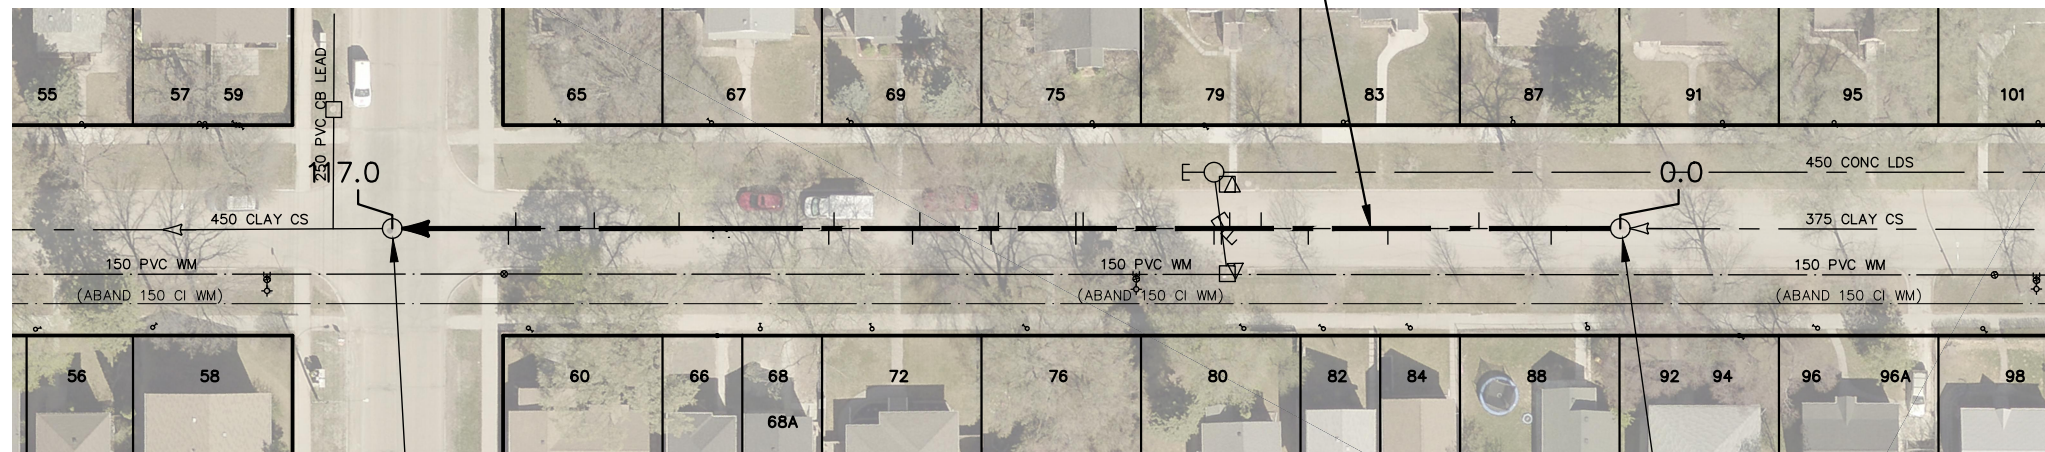 55 57 59 65 67 69 75 79 83 87 91 95 101
250 PVC CB LEAD
117.0
0.0
450 CONC LDS
450 CLAY CS
375 CLAY CS
150 PVC WM
150 PVC WM
150 PVC WM
(ABAND 150 CI WM)
(ABAND 150 CI WM)
(ABAND 150 CI WM)
56 58 60 66 68 72 76 80 82 84 88 92 94 96 96A 98
68A